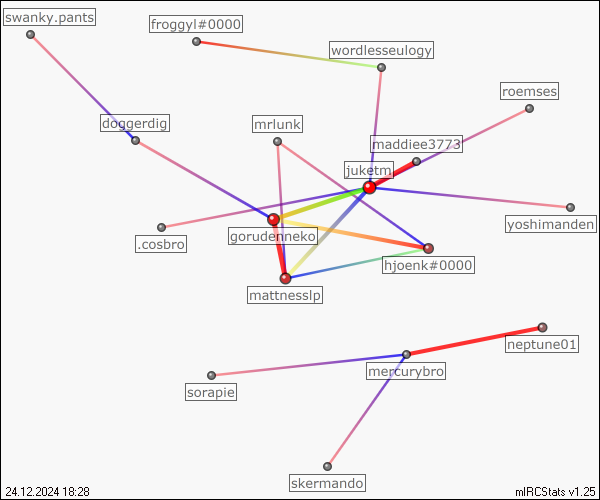 swanky.pants
froggyl#0000
wordlesseulogy
roemses
doggerdig
mrlunk
maddiee3773
juketm
yoshimanden
.cosbro
gorudenneko
hjoenk#0000
mattnesslp
neptune01
mercurybro
sorapie
skermando
24.12.2024 18:28
mIRCStats v1.25